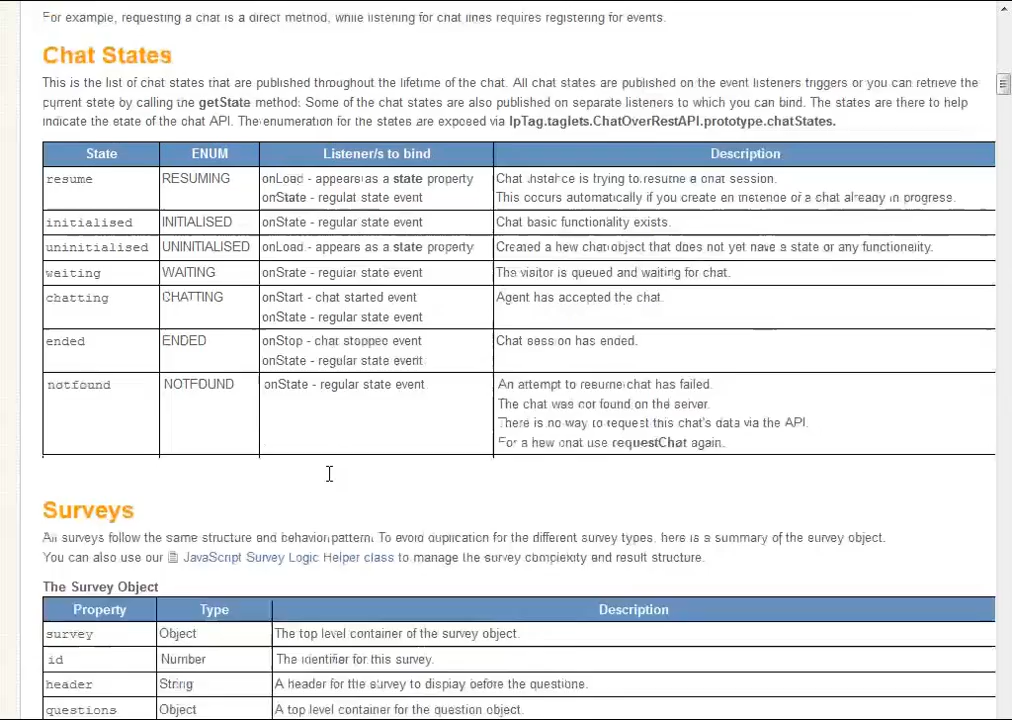 For example, requesting a chat is a direct method, while listening for chat lines requires registering for events.
Chat States
This is the list of chat states that are published throughout the lifetime of the chat. All chat states are published on the event listeners triggers or you can retrieve the
current state by calling the getState method: Some of the chat states are also published on separate listeners to which you can bind. The states are there to help
indicate the state of the chat API. The enumeration for the states are exposed via lpTag.taglets.ChatOverRestAPI.prototype.chatStates.
State ENUM Listener/s to bind Description
resume RESUMING onLoad - appears as a state property Chat instance is trying to resume a chat session.
onState - regular state event This occurs automatically if you create an instance of a chat already in progress.
initialised INITIALISED onState - regular state event Chat basic functionality exists.
uninitialised UNINITIALISED onLoad - appears as a state property Created a new chat object that does not yet have a state or any functionality.
waiting WAITING onState - regular state event The visitor is queued and waiting for chat.
chatting CHATTING onStart - chat started event Agent has accepted the chat.
onState - regular state event
ended ENDED onStop - chat stopped event Chat session has ended.
onState - regular state event
notfound NOTFOUND onState - regular state event An attempt to resume chat has failed.
The chat was not found on the server.
There is no way to request this chat's data via the API.
For a new chat use requestChat again.
Surveys
All surveys follow the same structure and behavior pattern. To avoid duplication for the different survey types, here is a summary of the survey object.
You can also use our JavaScript Survey Logic Helper class to manage the survey complexity and result structure.
The Survey Object
Property Type Description
survey Object The top level container of the survey object.
id Number The identifier for this survey.
header String A header for the survey to display before the questions.
questions Object A top level container for the question object.